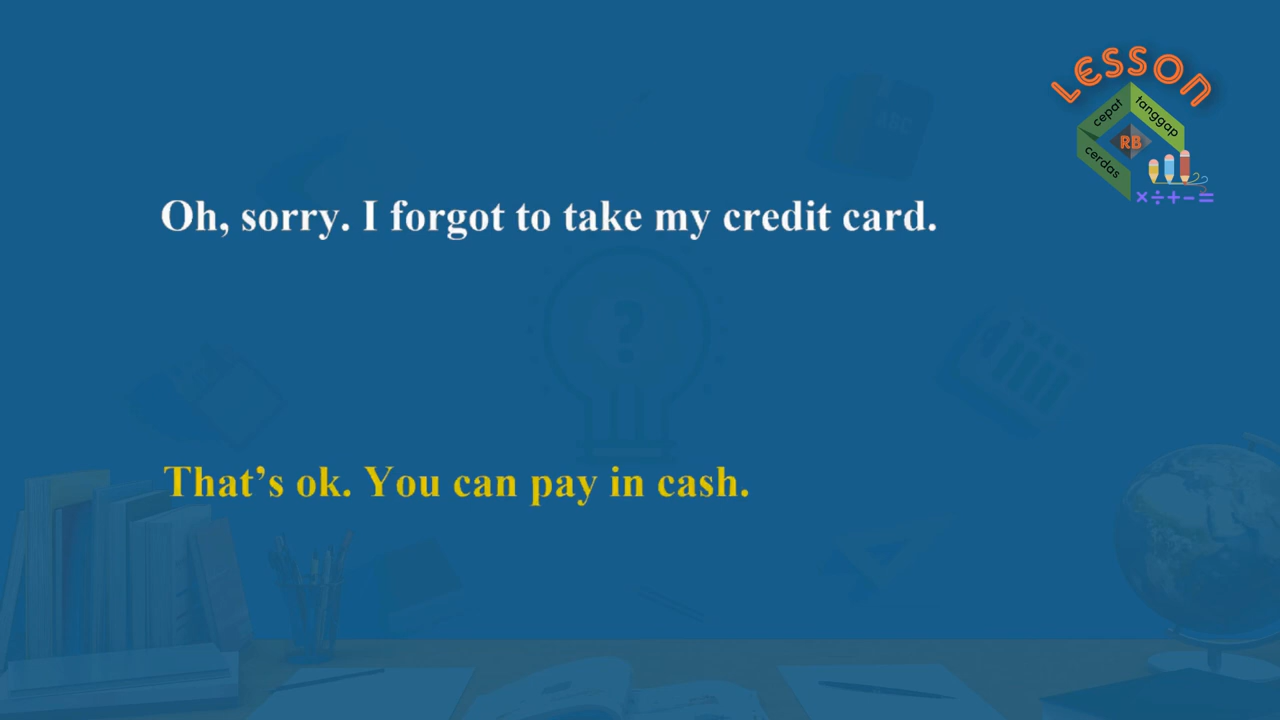 LESSON
cepat
tanggap
RB
cerdas
×÷+-=
Oh, sorry. I forgot to take my credit card.
ABC
?
That’s ok. You can pay in cash.